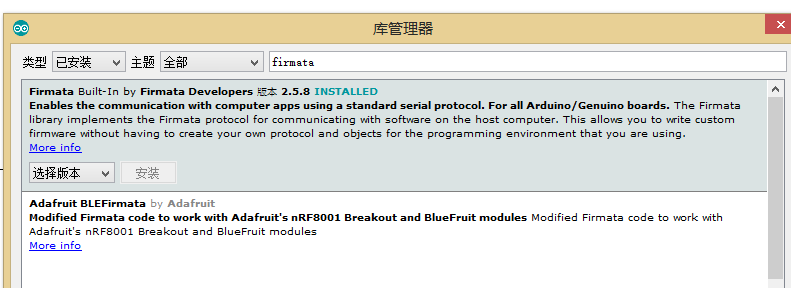 库管理器
类型 已安装 主题 全部 firmata
Firmata Built-In by Firmata Developers 版本 2.5.8 INSTALLED
Enables the communication with computer apps using a standard serial protocol. For all Arduino/Genuino boards. The Firmata
library implements the Firmata protocol for communicating with software on the host computer. This allows you to write custom
firmware without having to create your own protocol and objects for the programming environment that you are using.
More info
选择版本 安装
Adafruit BLEFirmata by Adafruit
Modified Firmata code to work with Adafruit's nRF8001 Breakout and BlueFruit modules Modified Firmata code to work with
Adafruit's nRF8001 Breakout and BlueFruit modules
More info